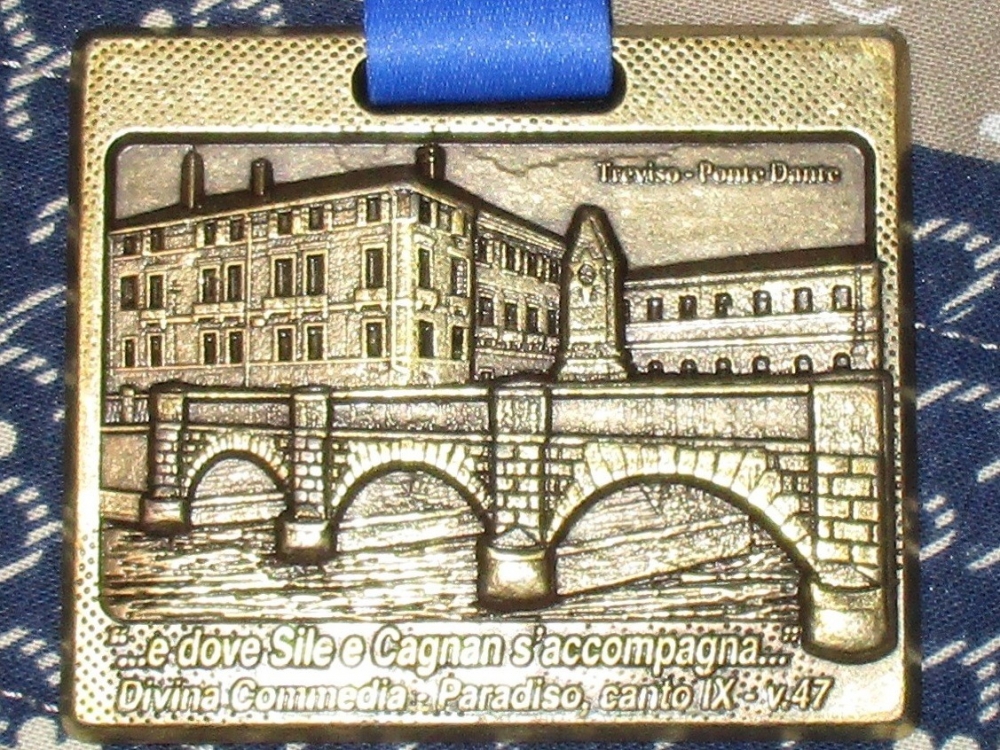 Treviso - Ponte Dante
"...e dove Sile e Cagnan s'accompagna..."
Divina Commedia - Paradiso, canto IX - v.47